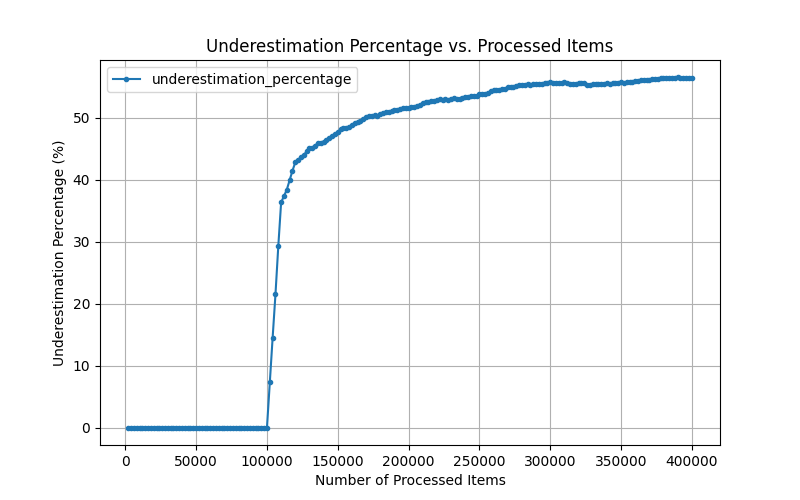 Underestimation Percentage vs. Processed Items
underestimation_percentage
Underestimation Percentage (%)
50
40
30
20
10
0
0 50000 100000 150000 200000 250000 300000 350000 400000
Number of Processed Items